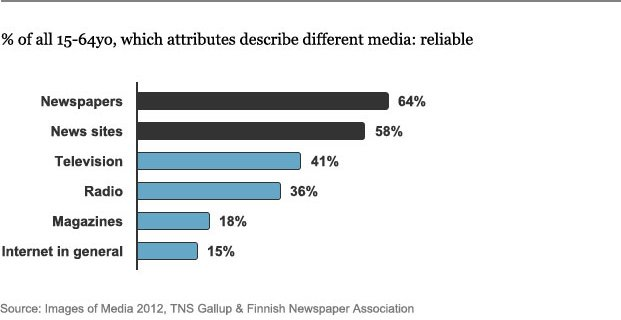 % of all 15-64yo, which attributes describe different media: reliable
Newspapers 64%
News sites 58%
Television 41%
Radio 36%
Magazines 18%
Internet in general 15%
Source: Images of Media 2012, TNS Gallup & Finnish Newspaper Association